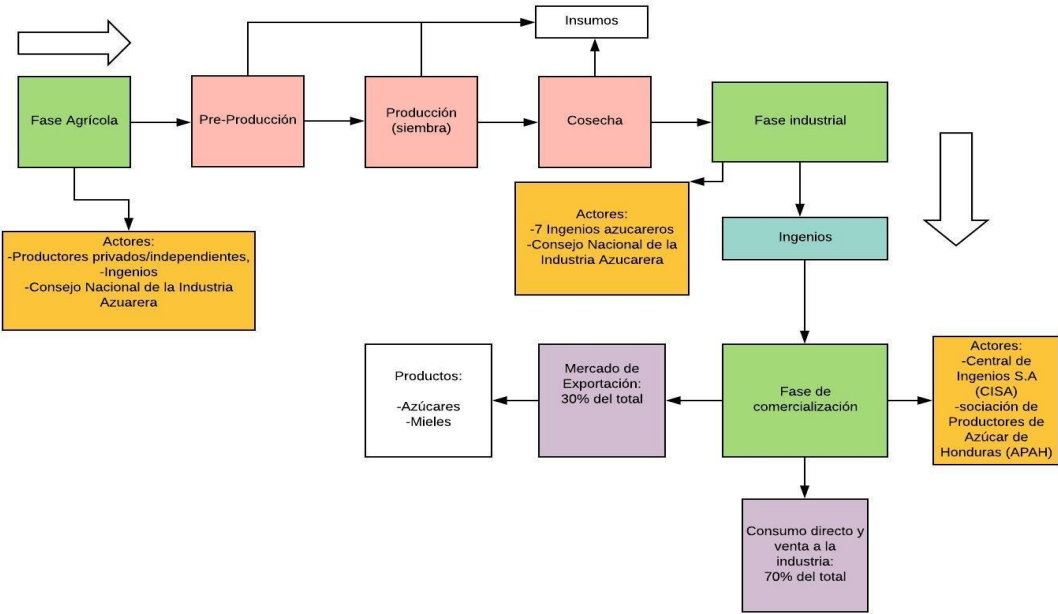 Insumos
Fase Agrícola
Pre-Producción
Producción
(siembra)
Cosecha
Fase industrial
Actores:
-Productores privados/independientes,
-Ingenios
-Consejo Nacional de la Industria
Azuarera
Actores:
-7 Ingenios azucareros
-Consejo Nacional de la
Industria Azucarera
Ingenios
Productos:
-Azúcares
-Mieles
Mercado de
Exportación:
30% del total
Fase de
comercialización
Actores:
-Central de
Ingenios S.A
(CISA)
-sociación de
Productores de
Azúcar de
Honduras (APAH)
Consumo directo y
venta a la
industria:
70% del total